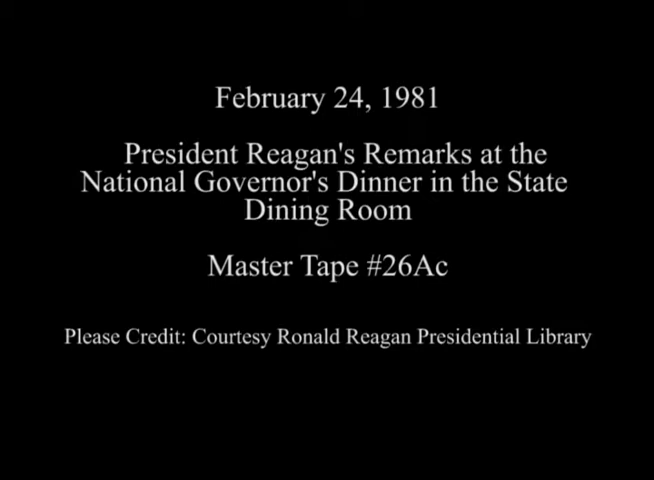 February 24, 1981
President Reagan's Remarks at the
National Governor's Dinner in the State
Dining Room
Master Tape #26Ac
Please Credit: Courtesy Ronald Reagan Presidential Library